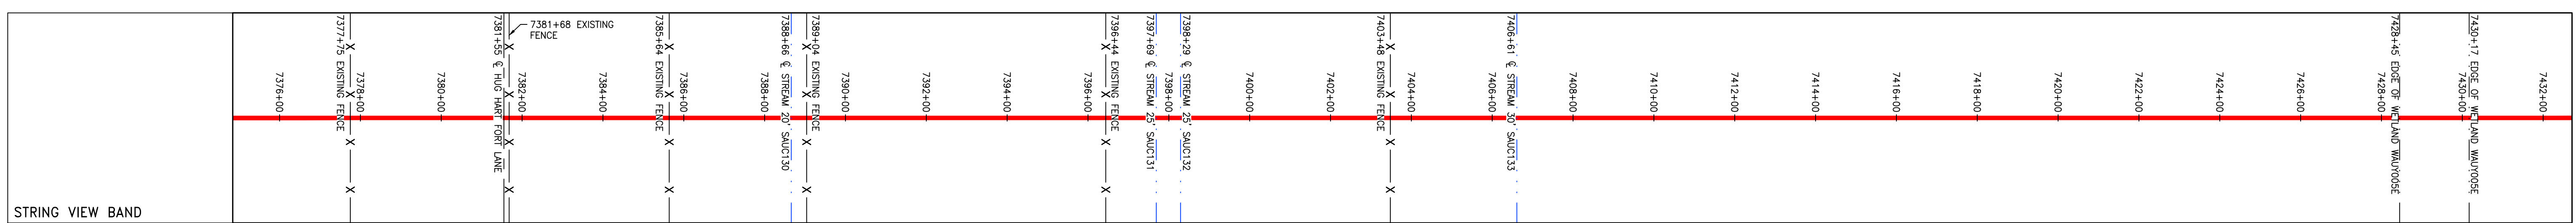 7377+75 EXISTING FENCE
7381+55 ℄ HUG HART FORT LANE
7381+68 EXISTING
FENCE
7385+64 EXISTING FENCE
7388+66 ℄ STREAM 20' SAUC130
7389+04 EXISTING FENCE
7396+44 EXISTING FENCE
7397+69 ℄ STREAM 25' SAUC131
7398+29 ℄ STREAM 25' SAUC132
7403+48 EXISTING FENCE
7406+61 ℄ STREAM 30' SAUC133
7428+45 EDGE OF WETLAND WAUY005E
7430+17 EDGE OF WETLAND WAUY005E
7376+00
7378+00
7380+00
7382+00
7384+00
7386+00
7388+00
7390+00
7392+00
7394+00
7396+00
7398+00
7400+00
7402+00
7404+00
7406+00
7408+00
7410+00
7412+00
7414+00
7416+00
7418+00
7420+00
7422+00
7424+00
7426+00
7428+00
7430+00
7432+00
STRING VIEW BAND